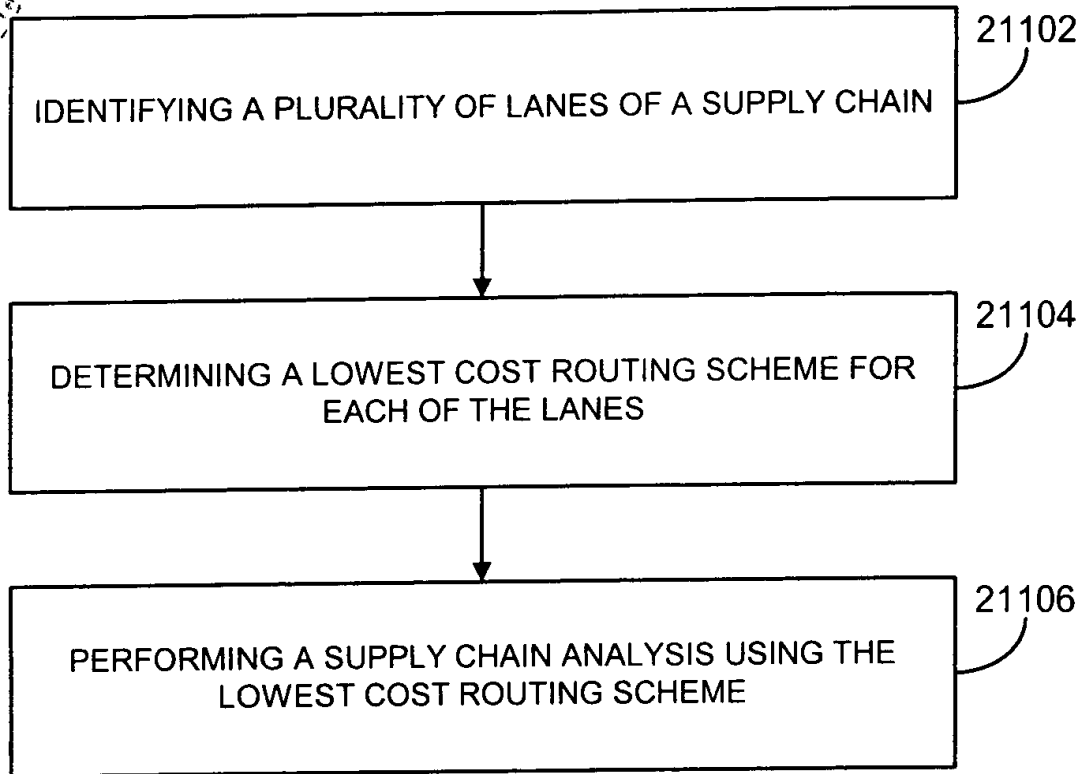 21102
IDENTIFYING A PLURALITY OF LANES OF A SUPPLY CHAIN
21104
DETERMINING A LOWEST COST ROUTING SCHEME FOR
EACH OF THE LANES
21106
PERFORMING A SUPPLY CHAIN ANALYSIS USING THE
LOWEST COST ROUTING SCHEME